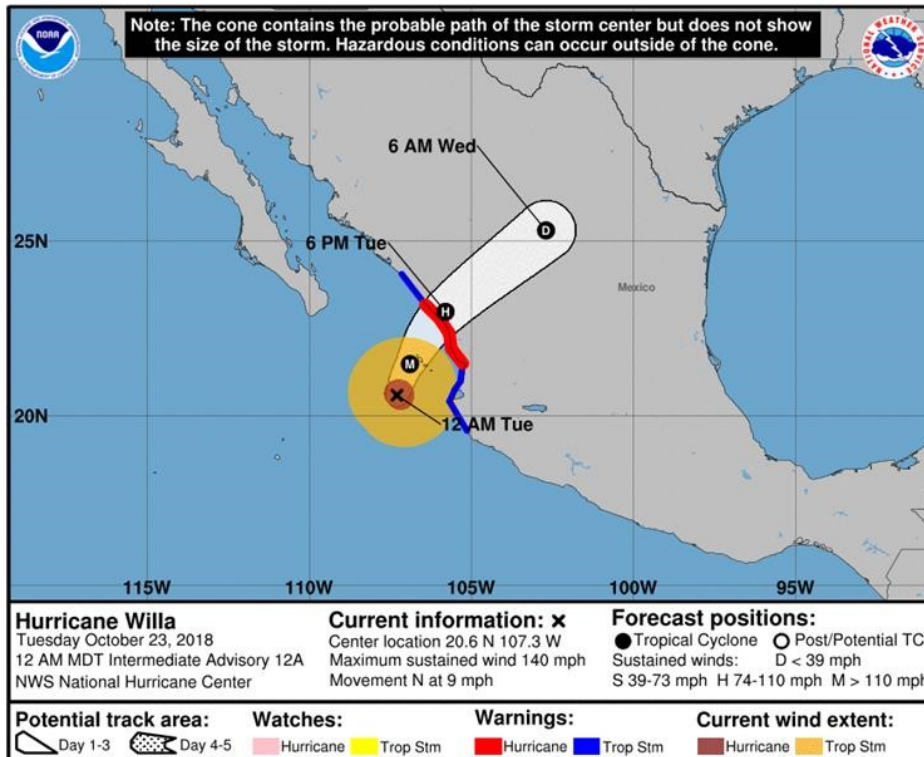 Note: The cone contains the probable path of the storm center but does not show
the size of the storm. Hazardous conditions can occur outside of the cone.
NOAA
6 AM Wed
25N
6 PM Tue
Mexico
D
H
M
20N
12 AM Tue
115W
110W
105W
100W
95W
Hurricane Willa
Tuesday October 23, 2018
12 AM MDT Intermediate Advisory 12A
NWS National Hurricane Center
Current information: ×
Center location 20.6 N 107.3 W
Maximum sustained wind 140 mph
Movement N at 9 mph
Forecast positions:
Tropical Cyclone Post/Potential TC
Sustained winds: D < 39 mph
S 39-73 mph H 74-110 mph M > 110 mph
Potential track area:
Day 1-3 Day 4-5
Watches:
Hurricane Trop Stm
Warnings:
Hurricane Trop Stm
Current wind extent:
Hurricane Trop Stm